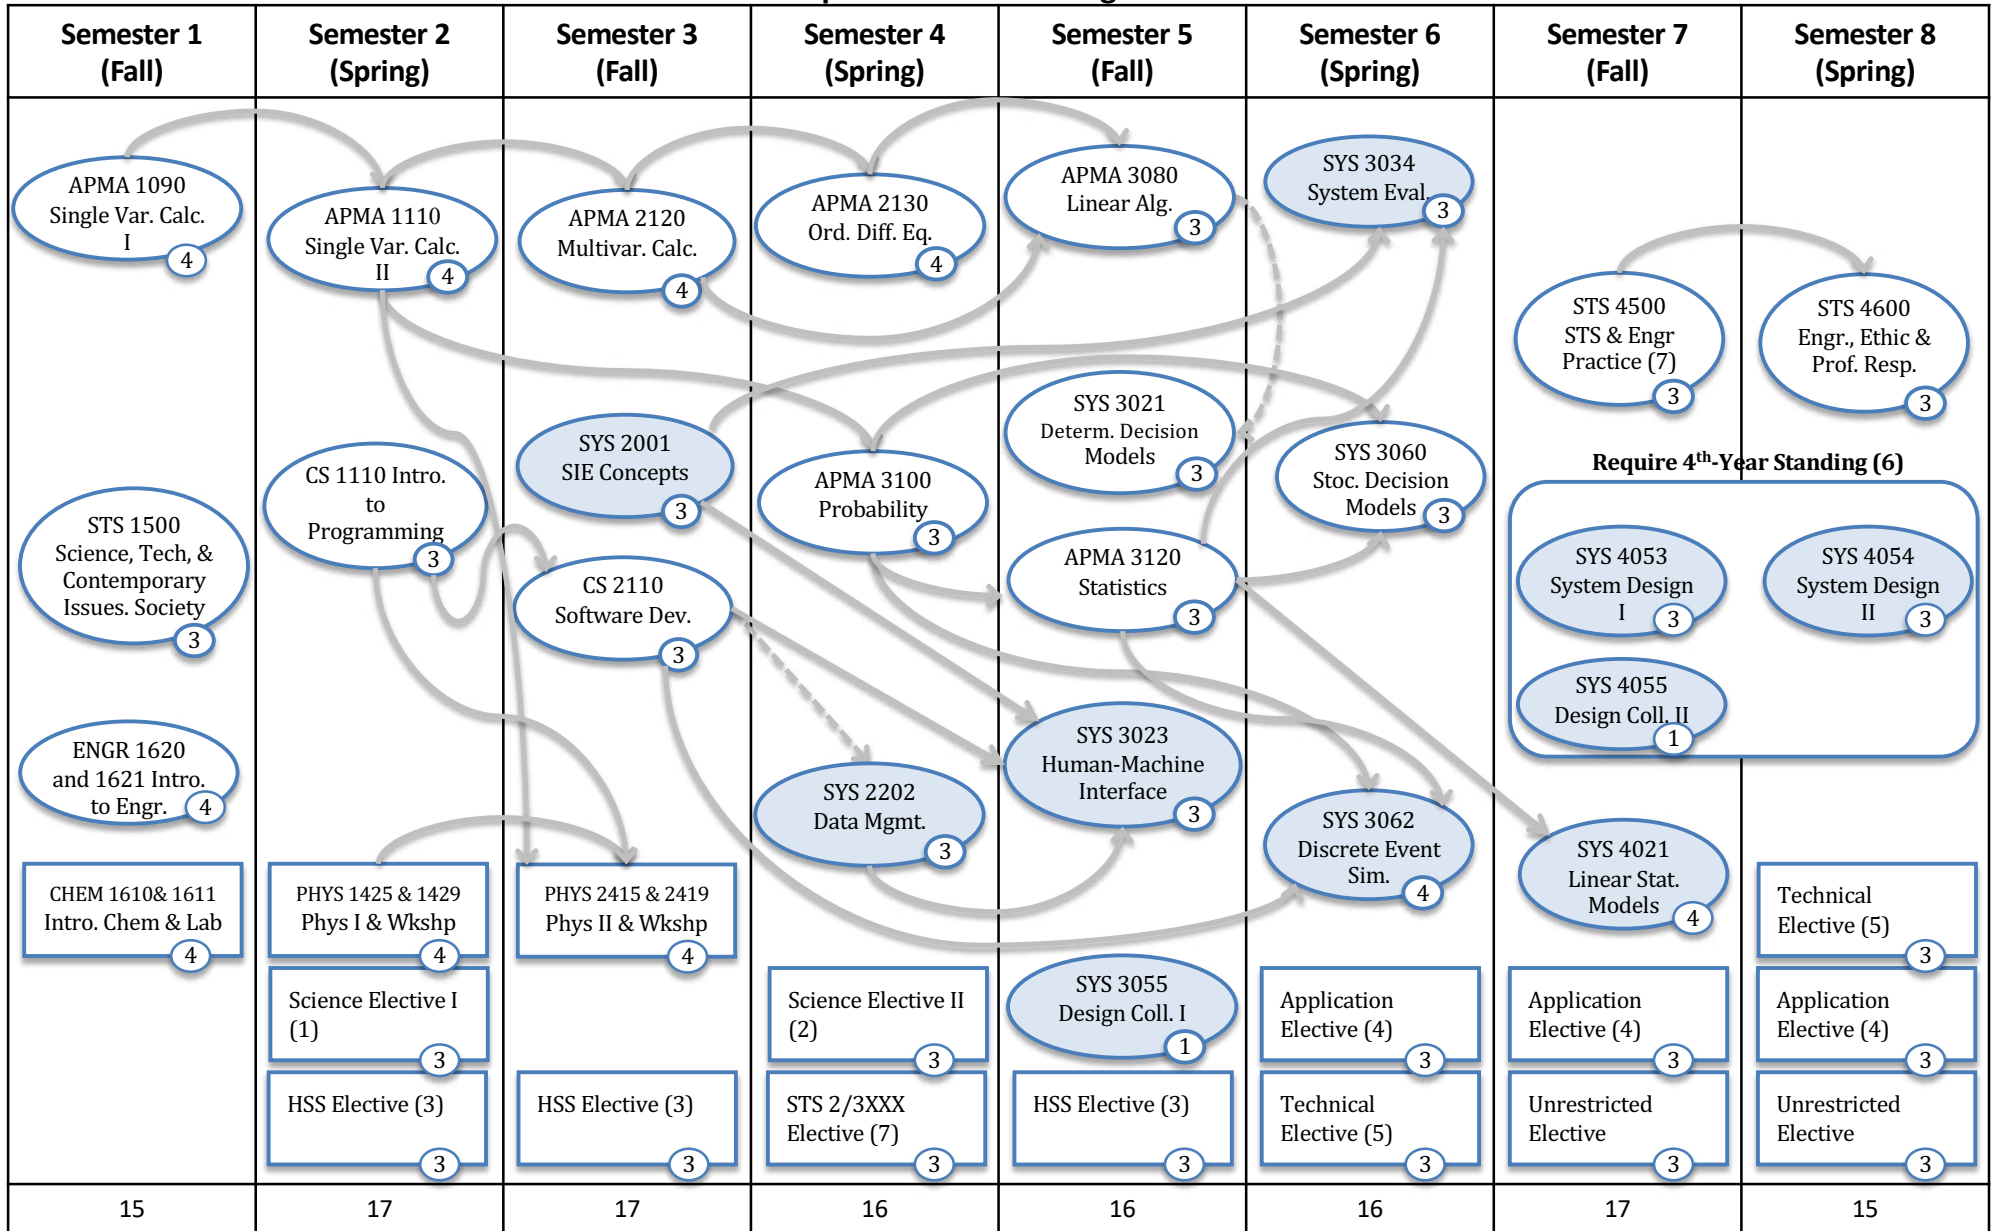 Semester 1
(Fall)
Semester 2
(Spring)
Semester 3
(Fall)
Semester 4
(Spring)
Semester 5
(Fall)
Semester 6
(Spring)
Semester 7
(Fall)
Semester 8
(Spring)
APMA 1090
Single Var. Calc.
I
4
STS 1500
Science, Tech, &
Contemporary
Issues. Society
3
ENGR 1620
and 1621 Intro.
to Engr.
4
CHEM 1610& 1611
Intro. Chem & Lab
4
APMA 1110
Single Var. Calc.
II
4
CS 1110 Intro.
to
Programming
3
PHYS 1425 & 1429
Phys I & Wkshp
4
Science Elective I
(1)
3
HSS Elective (3)
3
APMA 2120
Multivar. Calc.
4
SYS 2001
SIE Concepts
3
CS 2110
Software Dev.
3
PHYS 2415 & 2419
Phys II & Wkshp
4
HSS Elective (3)
3
APMA 2130
Ord. Diff. Eq.
4
APMA 3100
Probability
3
SYS 2202
Data Mgmt.
3
Science Elective II
(2)
3
STS 2/3XXX
Elective (7)
3
APMA 3080
Linear Alg.
3
SYS 3021
Determ. Decision
Models
3
APMA 3120
Statistics
3
SYS 3023
Human-Machine
Interface
3
SYS 3055
Design Coll. I
1
HSS Elective (3)
3
SYS 3034
System Eval.
3
SYS 3060
Stoc. Decision
Models
3
SYS 3062
Discrete Event
Sim.
4
Application
Elective (4)
3
Technical
Elective (5)
3
STS 4500
STS & Engr
Practice (7)
3
STS 4600
Engr., Ethic &
Prof. Resp.
3
Require 4th-Year Standing (6)
SYS 4053
System Design
I
3
SYS 4054
System Design
II
3
SYS 4055
Design Coll. II
1
SYS 4021
Linear Stat.
Models
4
Application
Elective (4)
3
Unrestricted
Elective
3
Technical
Elective (5)
3
Application
Elective (4)
3
Unrestricted
Elective
3
15
17
17
16
16
16
17
15